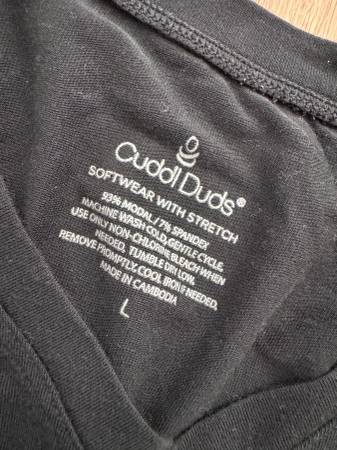 Cuddl Duds®
SOFTWEAR WITH STRETCH
93% MODAL/7% SPANDEX
MACHINE WASH COLD, GENTLE CYCLE.
USE ONLY NON-CHLORINE BLEACH WHEN
NEEDED. TUMBLE DRY LOW.
REMOVE PROMPTLY. COOL IRON IF NEEDED.
MADE IN CAMBODIA
L